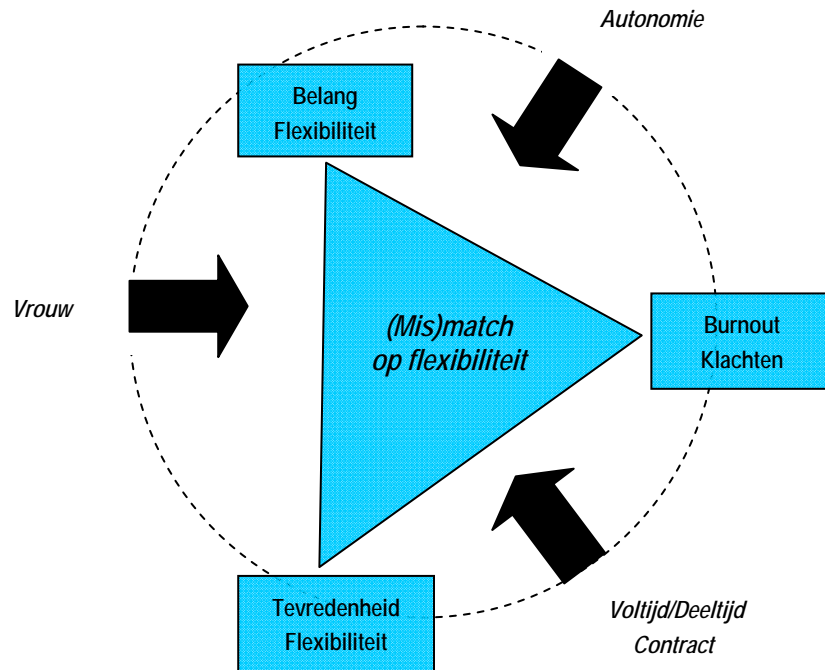 Autonomie
Belang
Flexibiliteit
Vrouw
(Mis)match
op flexibiliteit
Burnout
Klachten
Tevredenheid
Flexibiliteit
Voltijd/Deeltijd
Contract